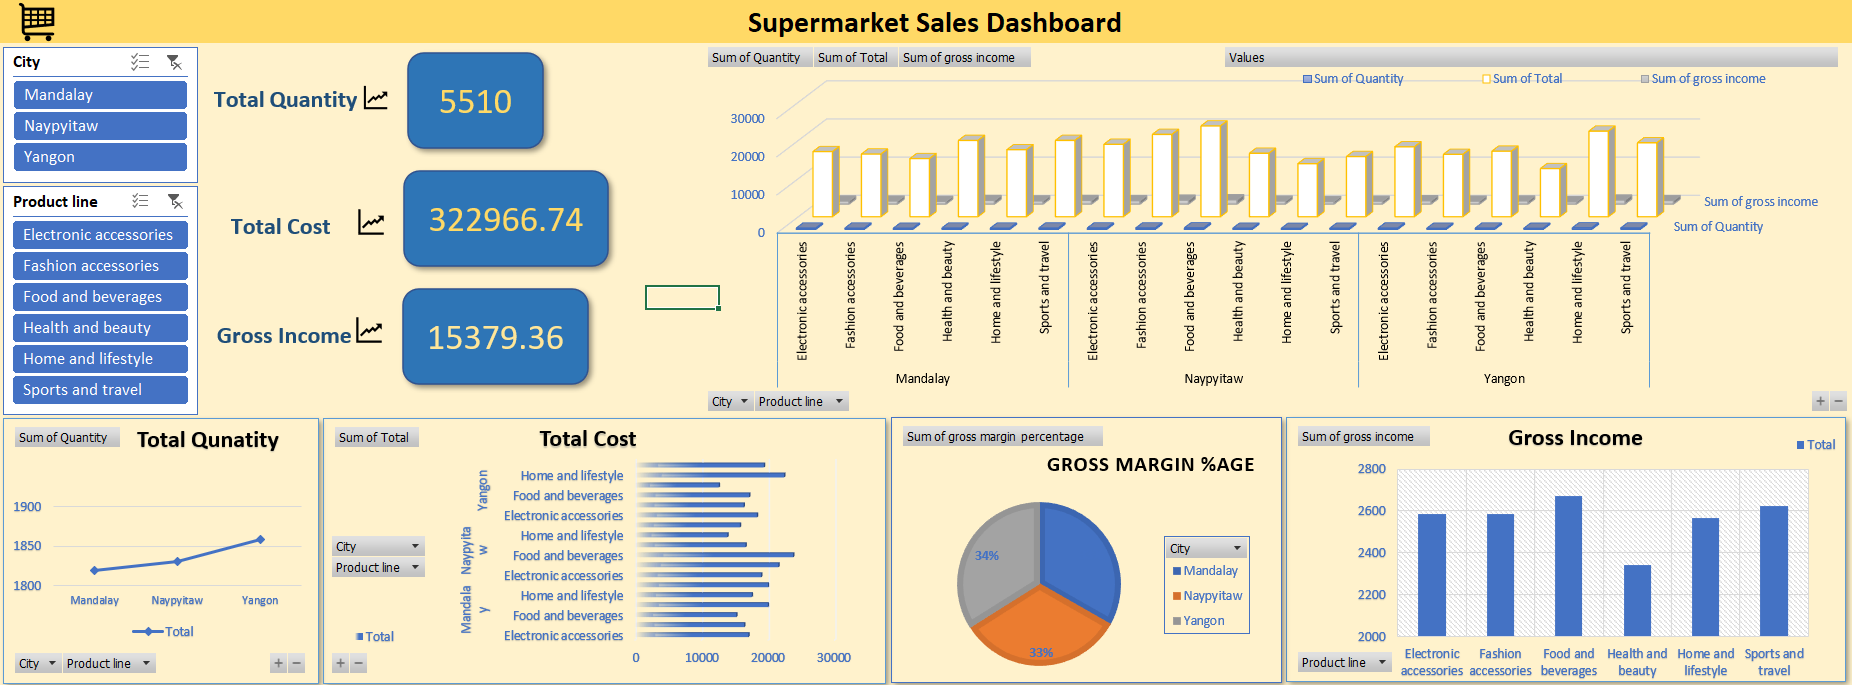 Supermarket Sales Dashboard
City
Mandalay
Naypyitaw
Yangon
Product line
Electronic accessories
Fashion accessories
Food and beverages
Health and beauty
Home and lifestyle
Sports and travel
Total Quantity
5510
Total Cost
322966.74
Gross Income
15379.36
Sum of Quantity
Sum of Total
Sum of gross income
Values
Sum of Quantity
Sum of Total
Sum of gross income
30000
20000
10000
0
Sum of gross income
Sum of Quantity
Electronic accessories
Fashion accessories
Food and beverages
Health and beauty
Home and lifestyle
Sports and travel
Electronic accessories
Fashion accessories
Food and beverages
Health and beauty
Home and lifestyle
Sports and travel
Electronic accessories
Fashion accessories
Food and beverages
Health and beauty
Home and lifestyle
Sports and travel
Mandalay
Naypyitaw
Yangon
City
Product line
Sum of Quantity
Total Qunatity
1900
1850
1800
Mandalay
Naypyitaw
Yangon
Total
City
Product line
Sum of Total
Total Cost
City
Product line
Total
Yangon
Naypyita
w
Mandala
y
Home and lifestyle
Food and beverages
Electronic accessories
Home and lifestyle
Food and beverages
Electronic accessories
Home and lifestyle
Food and beverages
Electronic accessories
0
10000
20000
30000
Sum of gross margin percentage
GROSS MARGIN %AGE
34%
33%
City
Mandalay
Naypyitaw
Yangon
Sum of gross income
Gross Income
Total
2800
2600
2400
2200
2000
Electronic
accessories
Fashion
accessories
Food and
beverages
Health and
beauty
Home and
lifestyle
Sports and
travel
Product line